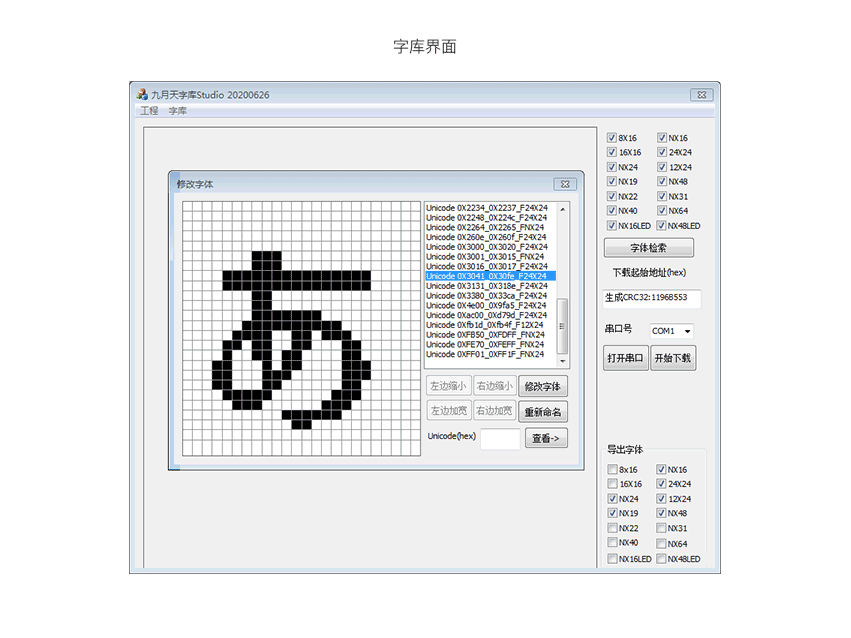 字库界面
九月天字库Studio 20200626
工程 字库
修改字体
Unicode 0X2234_0X2237_F24X24
Unicode 0X2248_0X224c_F24X24
Unicode 0X2264_0X2265_FNX24
Unicode 0X260e_0X260f_F24X24
Unicode 0X3000_0X3020_F24X24
Unicode 0X3001_0X3015_FNX24
Unicode 0X3016_0X3017_F24X24
Unicode 0X3041_0X30fe_F24X24
Unicode 0X3131_0X318e_F24X24
Unicode 0X3380_0X33ca_F24X24
Unicode 0X4e00_0X9fa5_F24X24
Unicode 0Xac00_0Xd79d_F24X24
Unicode 0Xfb1d_0Xfb4f_F12X24
Unicode 0XFB50_0XFDFF_FNX24
Unicode 0XFE70_0XFEFF_FNX24
Unicode 0XFF01_0XFF1F_FNX24
あ
左边缩小 右边缩小 修改字体
左边加宽 右边加宽 重新命名
Unicode(hex) 查看->
8X16 NX16
16X16 24X24
NX24 12X24
NX19 NX48
NX22 NX31
NX40 NX64
NX16LED NX48LED
字体检索
下载起始地址(hex)
生成CRC32:1196B553
串口号 COM1
打开串口 开始下载
导出字体
8x16 NX16
16X16 24X24
NX24 12X24
NX19 NX48
NX22 NX31
NX40 NX64
NX16LED NX48LED